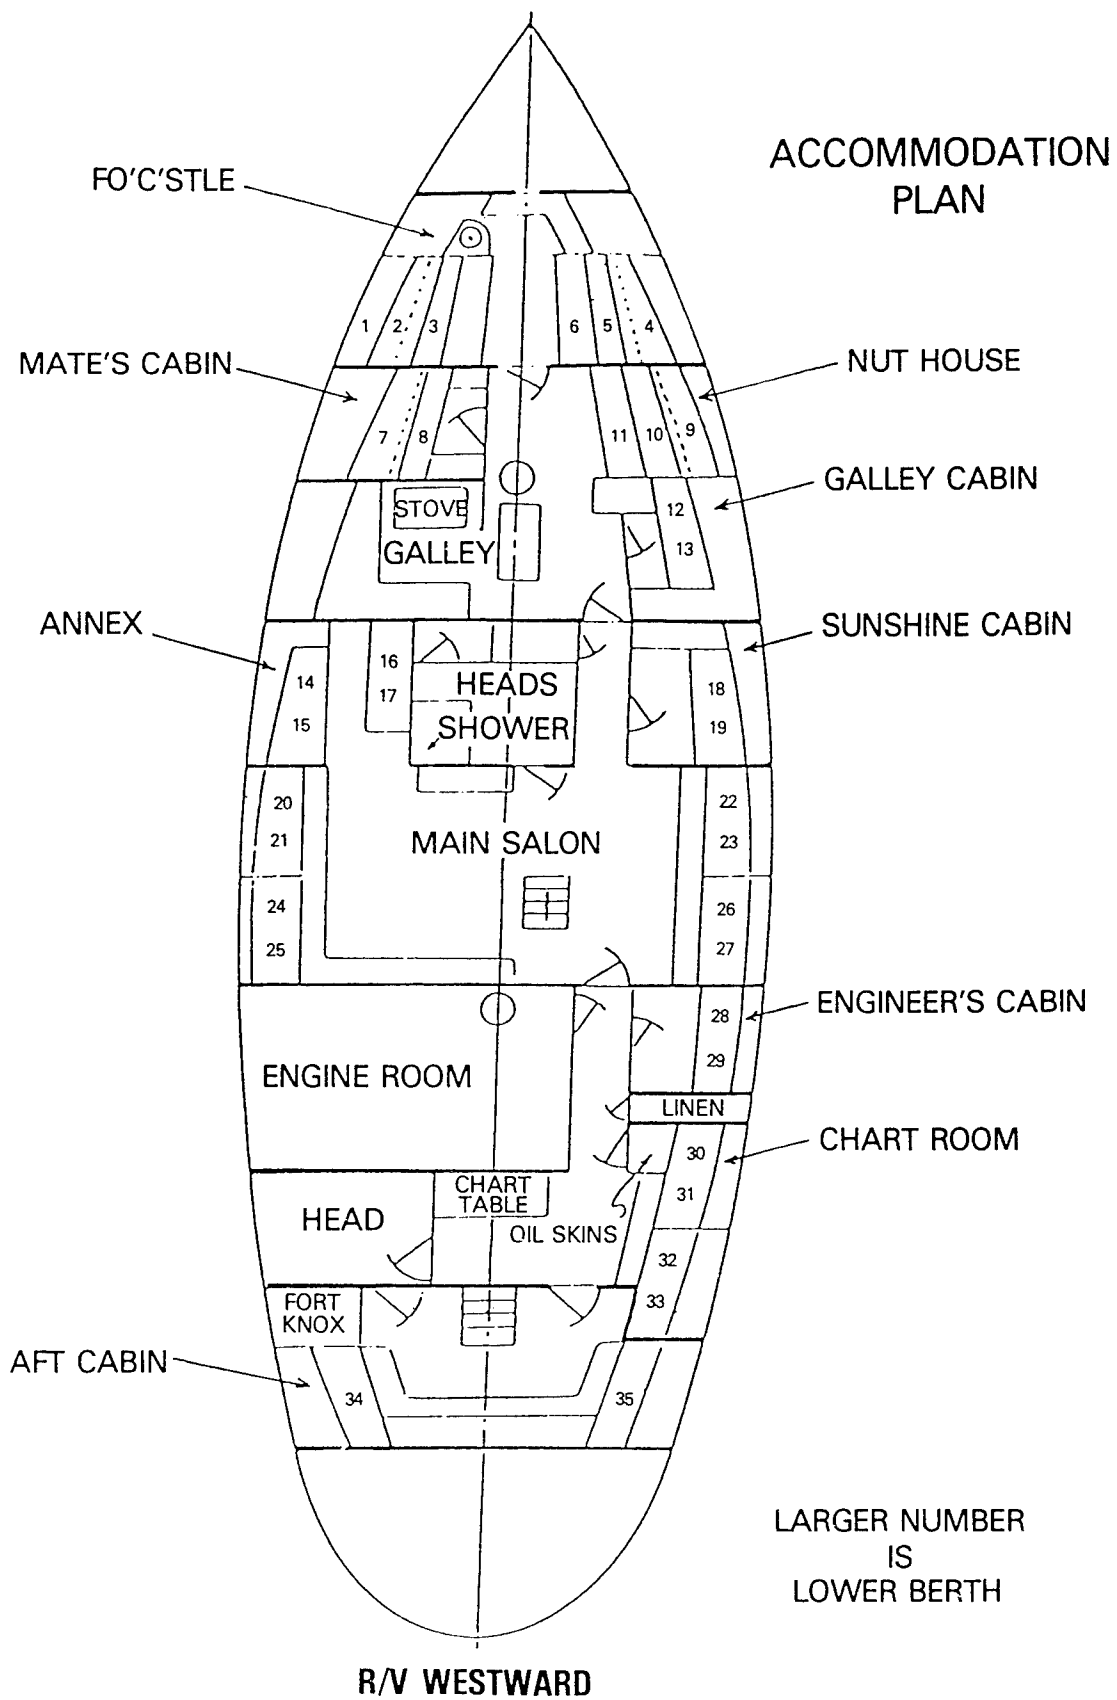 ACCOMMODATION
PLAN
FO'C'STLE
1 2 3 6 5 4
MATE'S CABIN
NUT HOUSE
7 8 11 10 9
GALLEY CABIN
STOVE
12
GALLEY
13
ANNEX
SUNSHINE CABIN
16
14
HEADS
18
17
15
SHOWER
19
20
22
21
MAIN SALON
23
24
26
25
27
ENGINEER'S CABIN
28
29
ENGINE ROOM
LINEN
CHART ROOM
30
CHART
TABLE
31
HEAD
OIL SKINS
32
FORT
KNOX
33
AFT CABIN
34
35
LARGER NUMBER
IS
LOWER BERTH
R/V WESTWARD